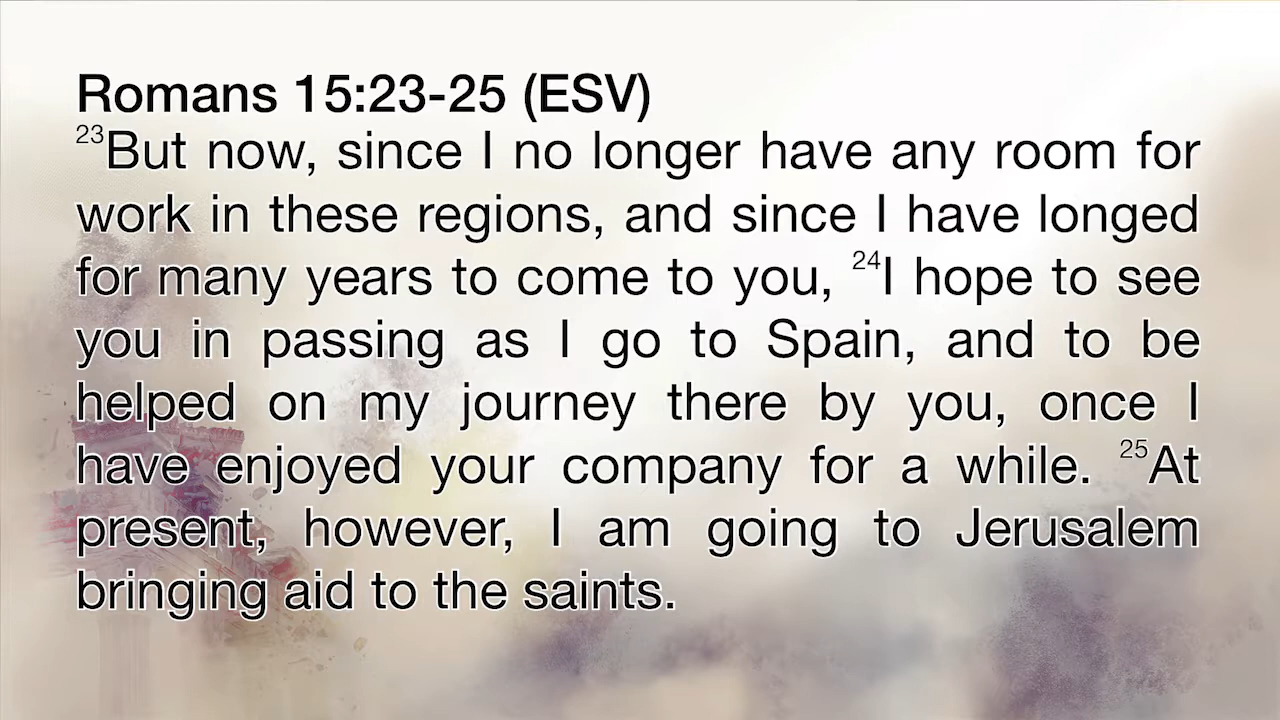 Romans 15:23-25 (ESV)
23But now, since I no longer have any room for
work in these regions, and since I have longed
for many years to come to you, 24I hope to see
you in passing as I go to Spain, and to be
helped on my journey there by you, once I
have enjoyed your company for a while. 25At
present, however, I am going to Jerusalem
bringing aid to the saints.